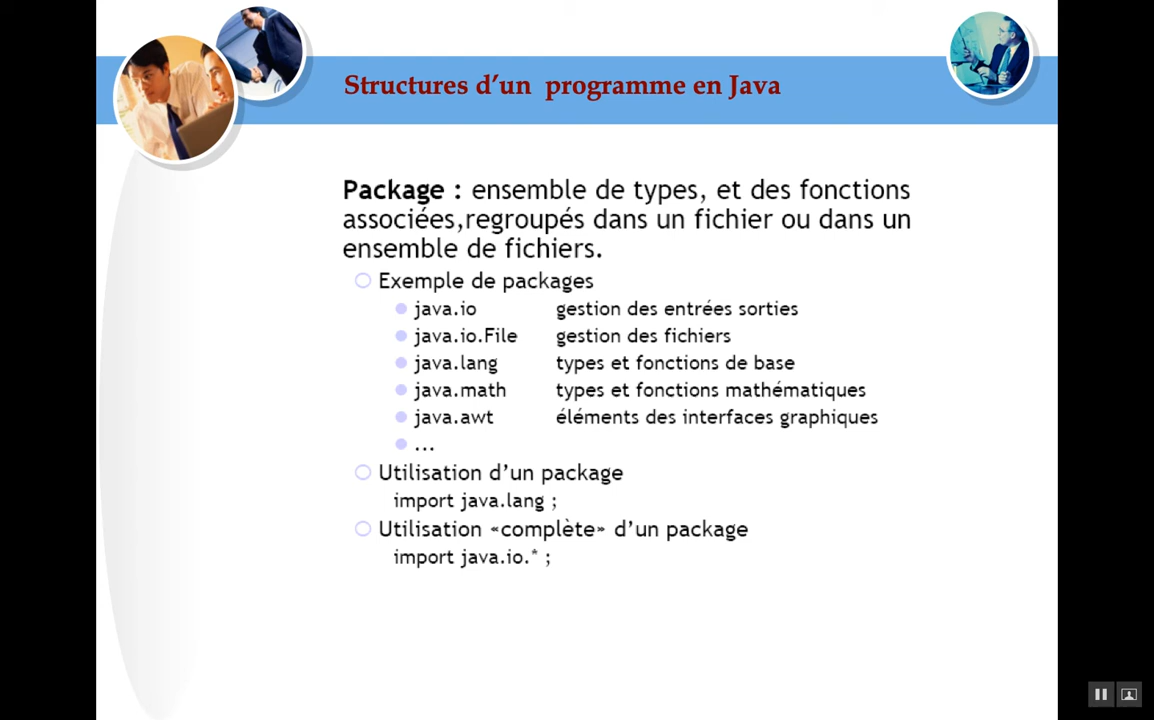 Structures d’un programme en Java
Package : ensemble de types, et des fonctions
associées,regroupés dans un fichier ou dans un
ensemble de fichiers.
Exemple de packages
java.io gestion des entrées sorties
java.io.File gestion des fichiers
java.lang types et fonctions de base
java.math types et fonctions mathématiques
java.awt éléments des interfaces graphiques
...
Utilisation d’un package
import java.lang ;
Utilisation «complète» d’un package
import java.io.* ;